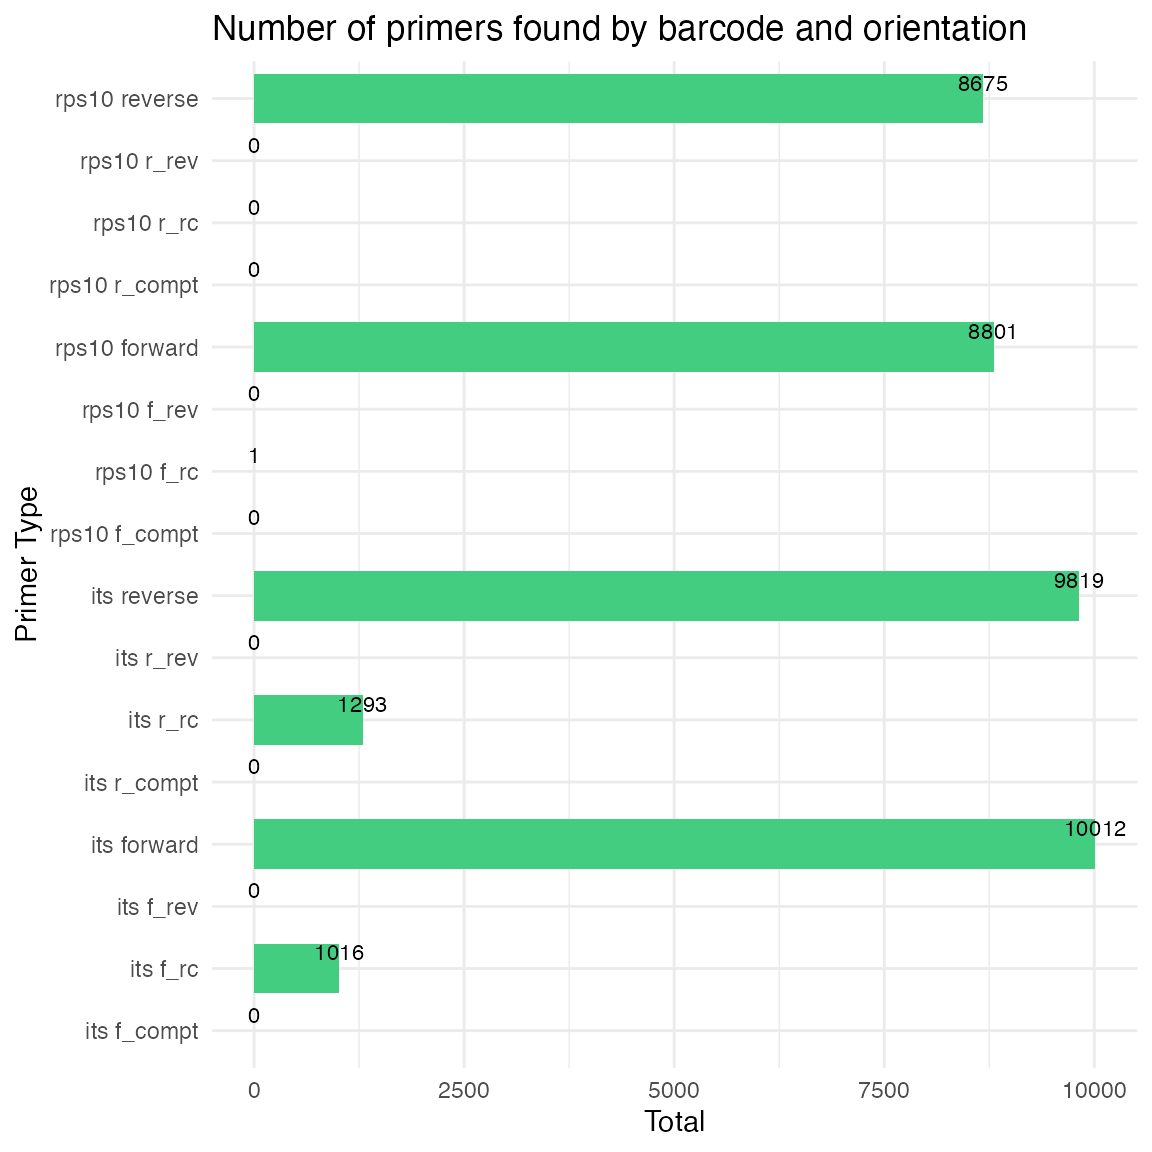 Number of primers found by barcode and orientation
Primer Type
rps10 reverse 8675
rps10 r_rev 0
rps10 r_rc 0
rps10 r_compt 0
rps10 forward 8801
rps10 f_rev 0
rps10 f_rc 1
rps10 f_compt 0
its reverse 9819
its r_rev 0
its r_rc 1293
its r_compt 0
its forward 10012
its f_rev 0
its f_rc 1016
its f_compt 0
0 2500 5000 7500 10000
Total